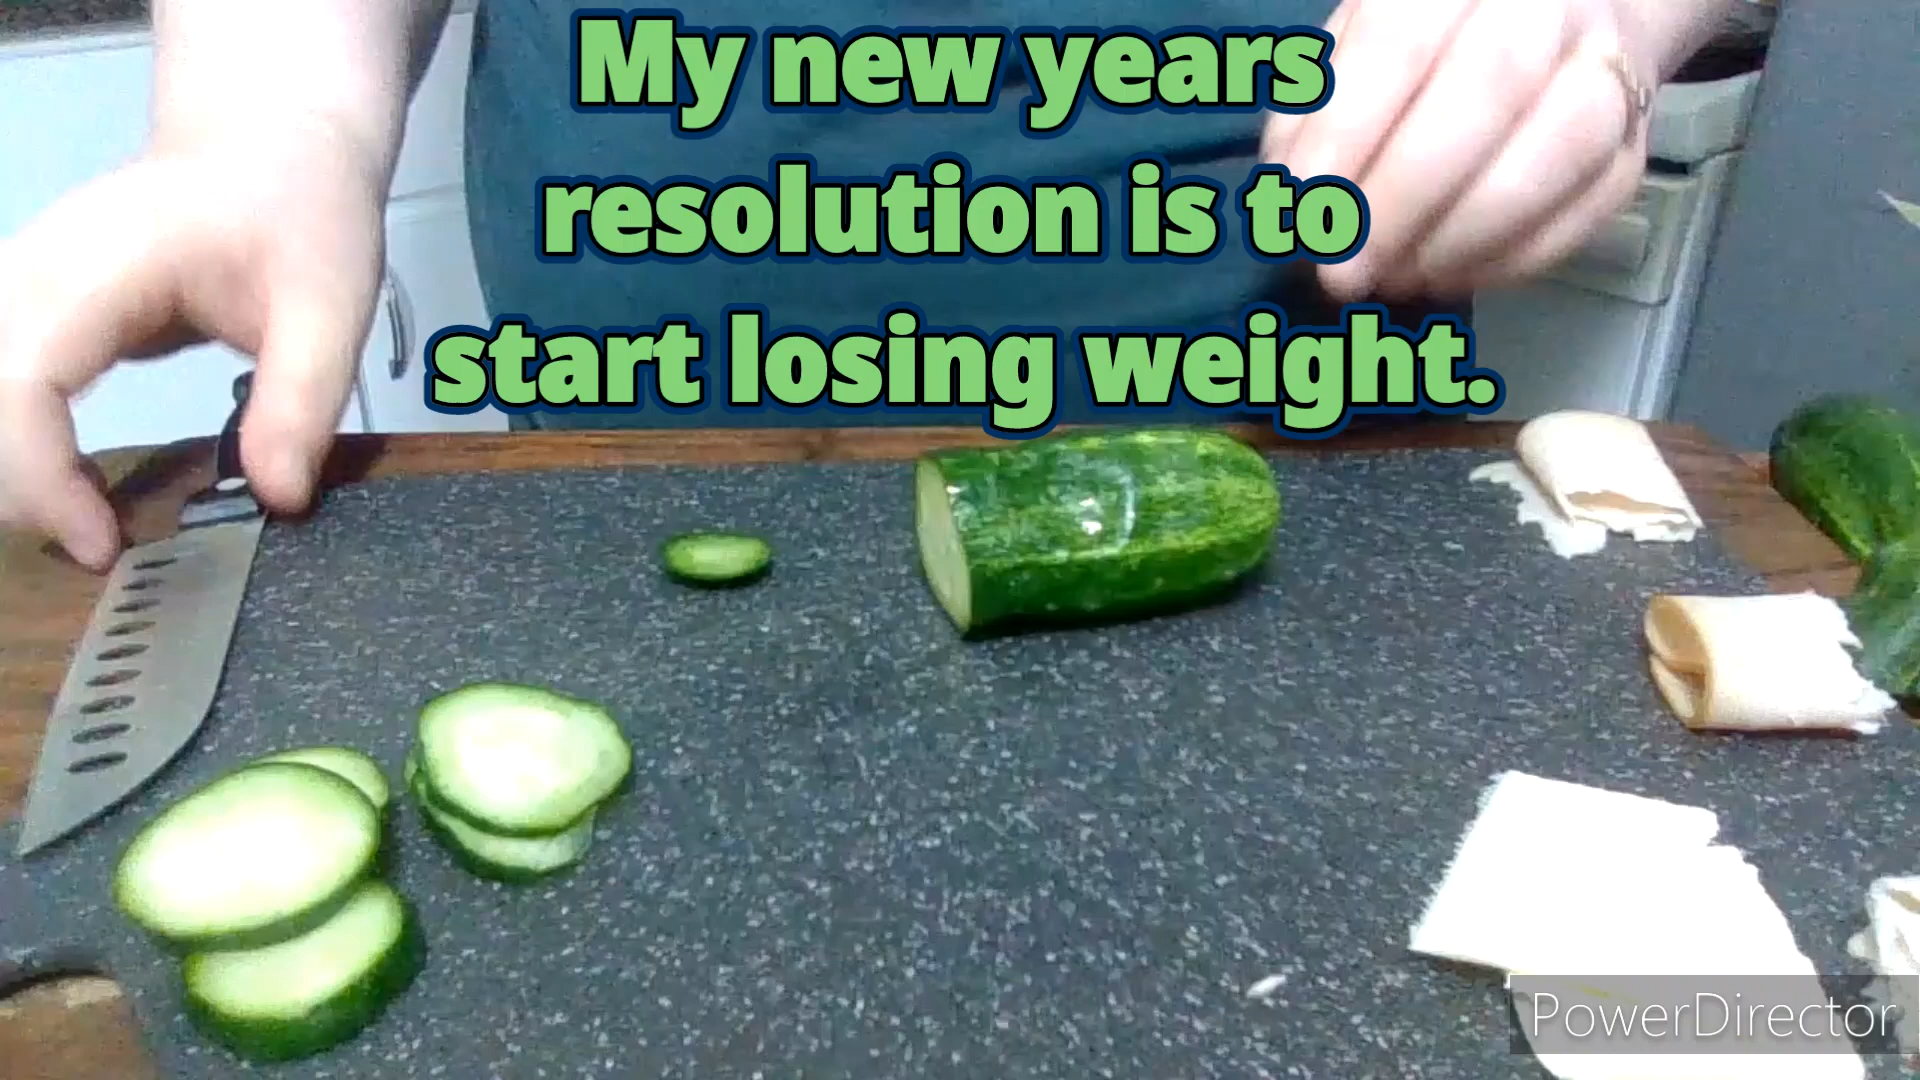 My new years
resolution is to
start losing weight.
PowerDirector